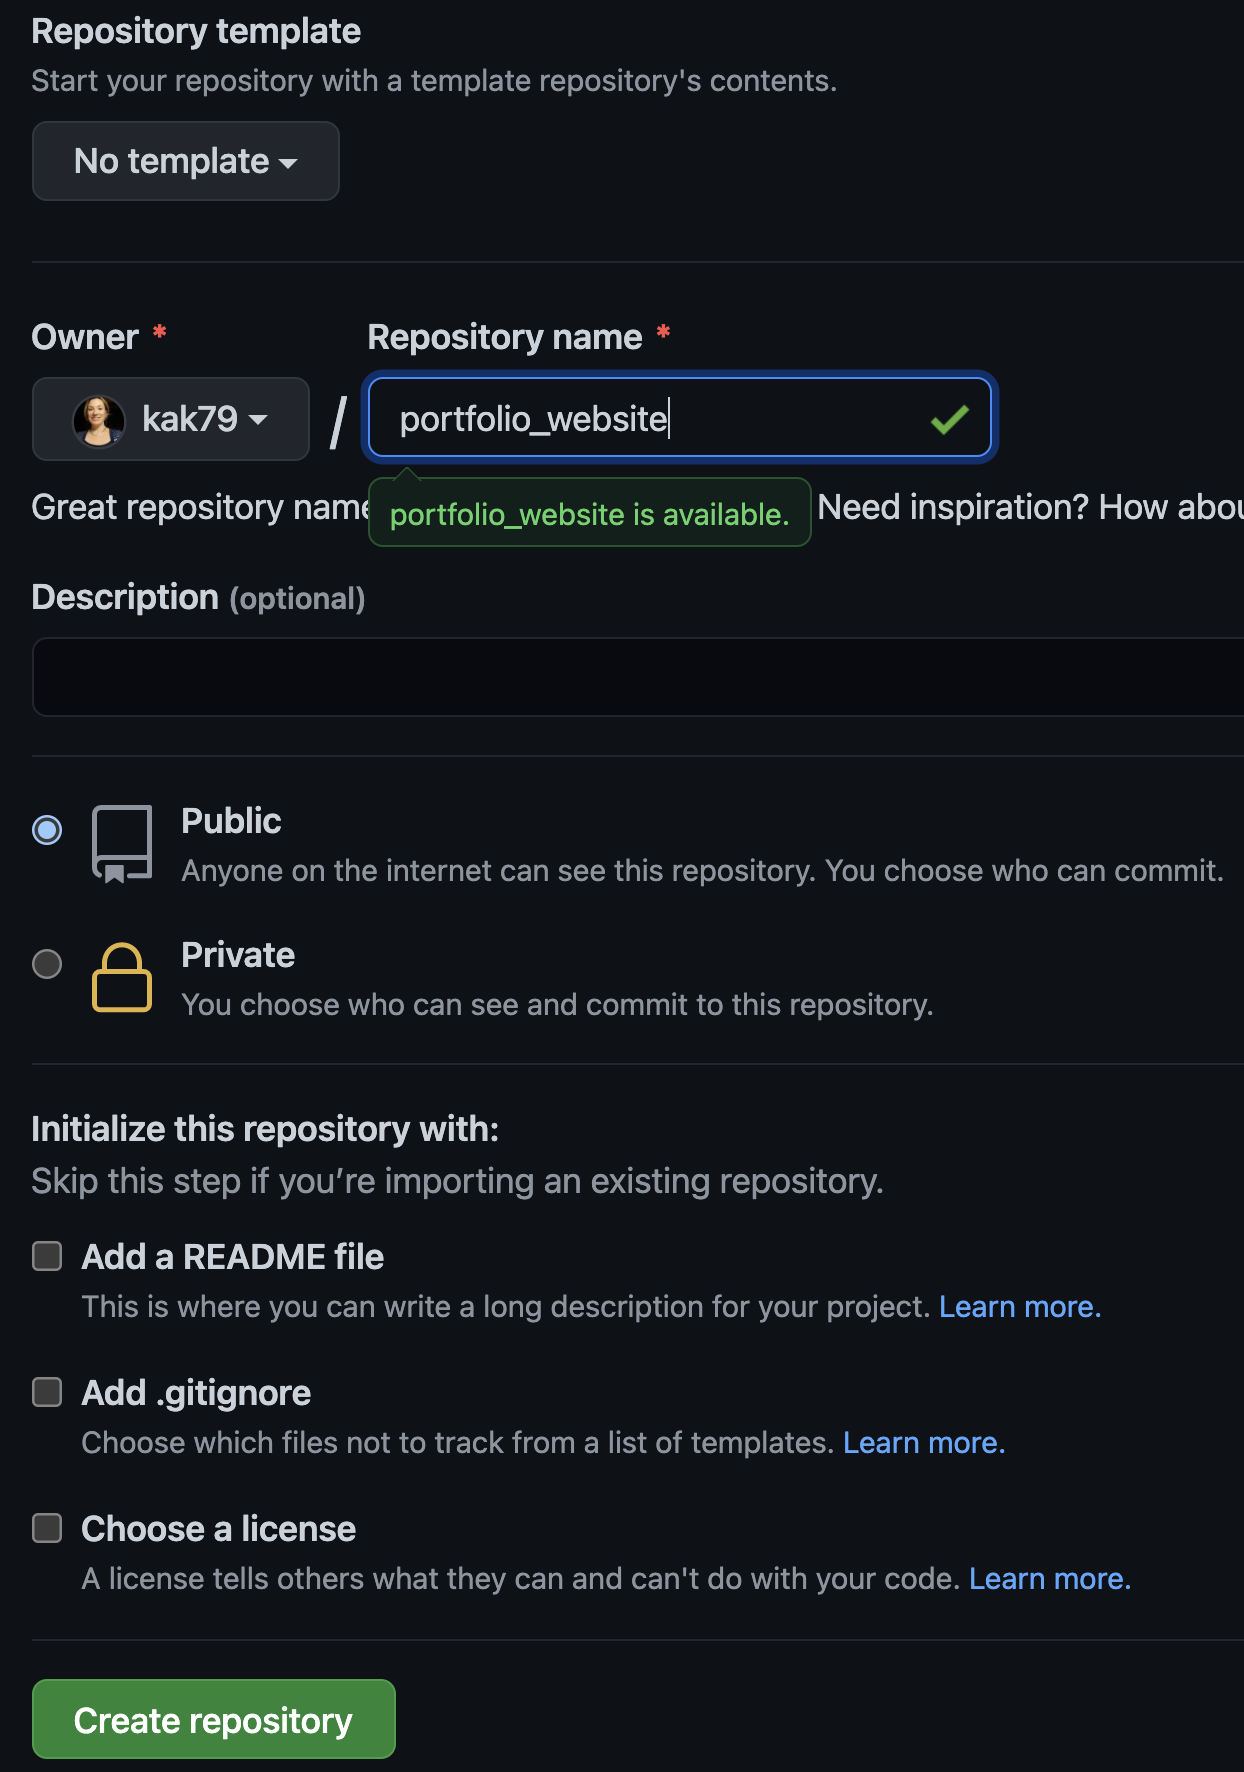 Repository template
Start your repository with a template repository's contents.
No template
Owner *
Repository name *
kak79 / portfolio_website
Great repository name
portfolio_website is available.
Need inspiration? How abou
Description (optional)
Public
Anyone on the internet can see this repository. You choose who can commit.
Private
You choose who can see and commit to this repository.
Initialize this repository with:
Skip this step if you’re importing an existing repository.
Add a README file
This is where you can write a long description for your project. Learn more.
Add .gitignore
Choose which files not to track from a list of templates. Learn more.
Choose a license
A license tells others what they can and can't do with your code. Learn more.
Create repository